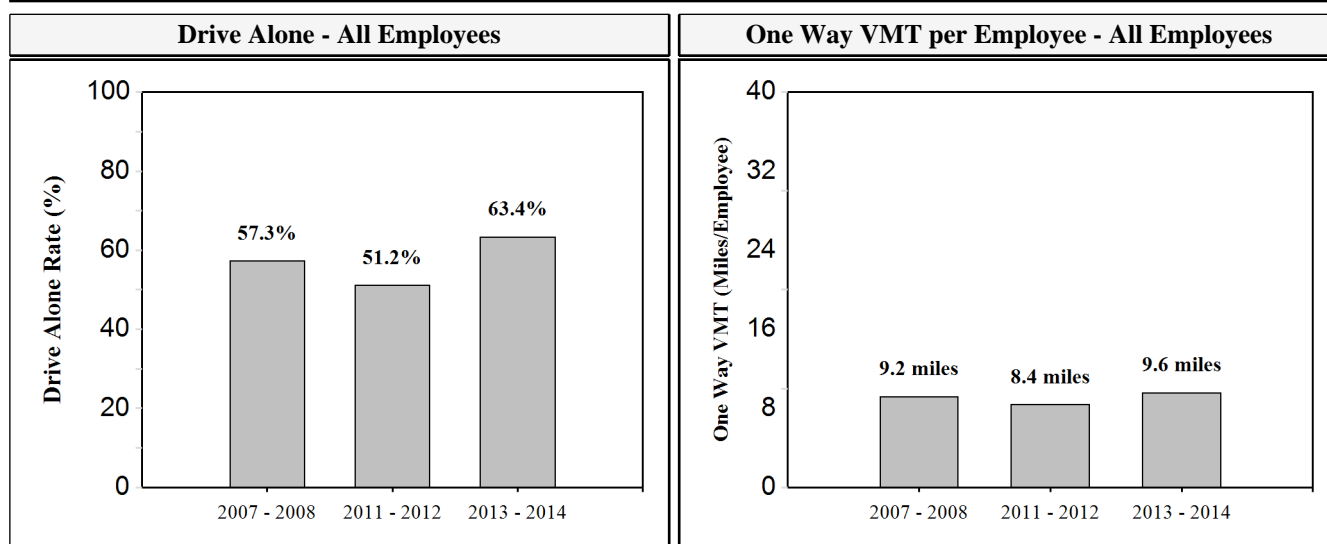 Drive Alone - All Employees
One Way VMT per Employee - All Employees
Drive Alone Rate (%)
100
80
60
40
20
0
57.3%
51.2%
63.4%
2007 - 2008
2011 - 2012
2013 - 2014
One Way VMT (Miles/Employee)
40
32
24
16
8
0
9.2 miles
8.4 miles
9.6 miles
2007 - 2008
2011 - 2012
2013 - 2014